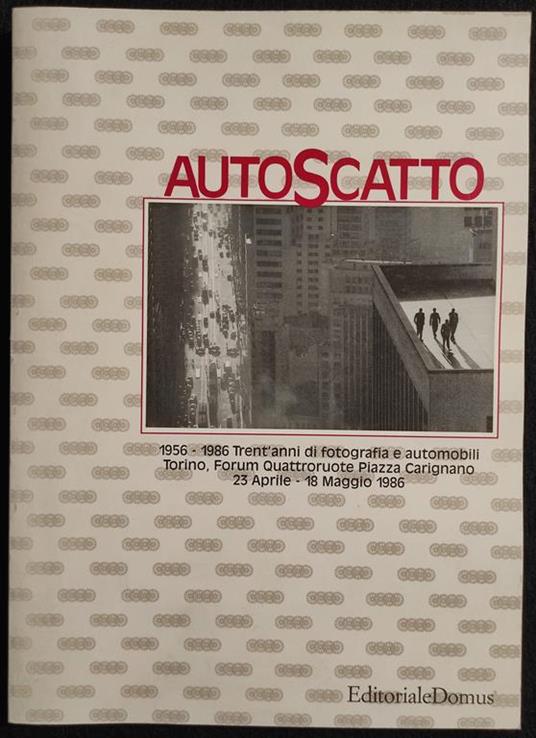 AUTOSCATTO
1956 - 1986 Trent'anni di fotografia e automobili
Torino, Forum Quattroruote Piazza Carignano
23 Aprile - 18 Maggio 1986
EditorialeDomus